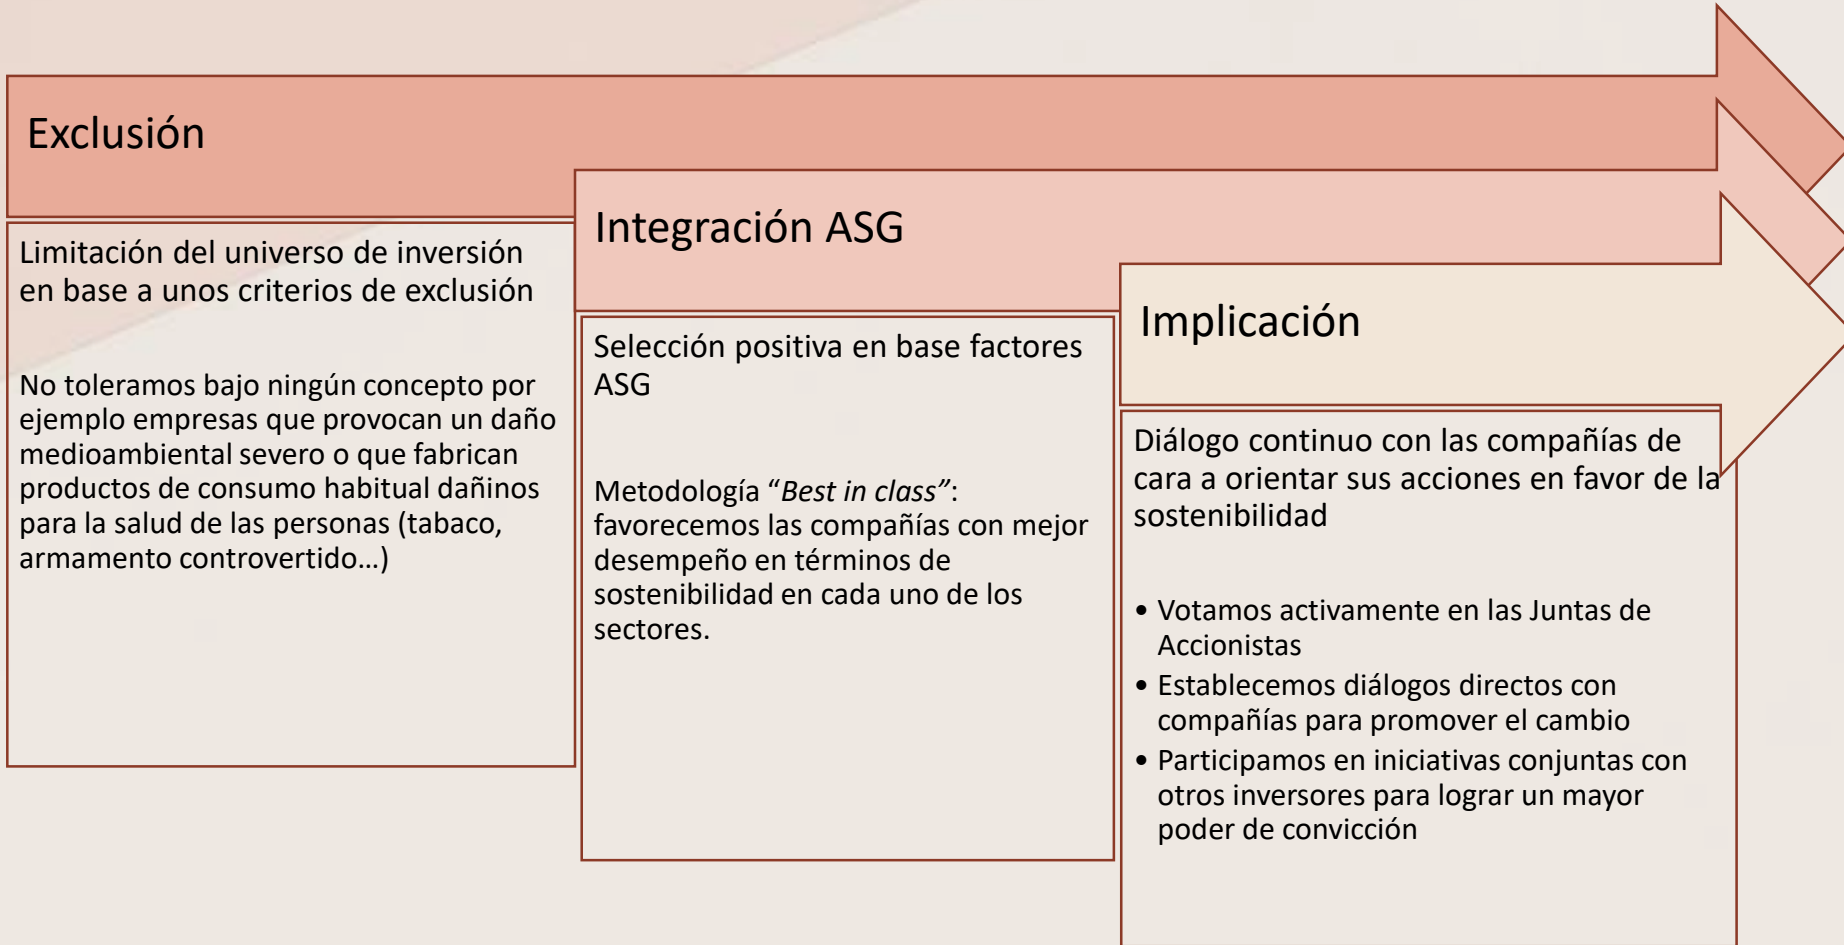 Exclusión
Limitación del universo de inversión
en base a unos criterios de exclusión
No toleramos bajo ningún concepto por
ejemplo empresas que provocan un daño
medioambiental severo o que fabrican
productos de consumo habitual dañinos
para la salud de las personas (tabaco,
armamento controvertido…)
Integración ASG
Selección positiva en base factores
ASG
Metodología “Best in class”:
favorecemos las compañías con mejor
desempeño en términos de
sostenibilidad en cada uno de los
sectores.
Implicación
Diálogo continuo con las compañías de
cara a orientar sus acciones en favor de la
sostenibilidad
• Votamos activamente en las Juntas de
Accionistas
• Establecemos diálogos directos con
compañías para promover el cambio
• Participamos en iniciativas conjuntas con
otros inversores para lograr un mayor
poder de convicción